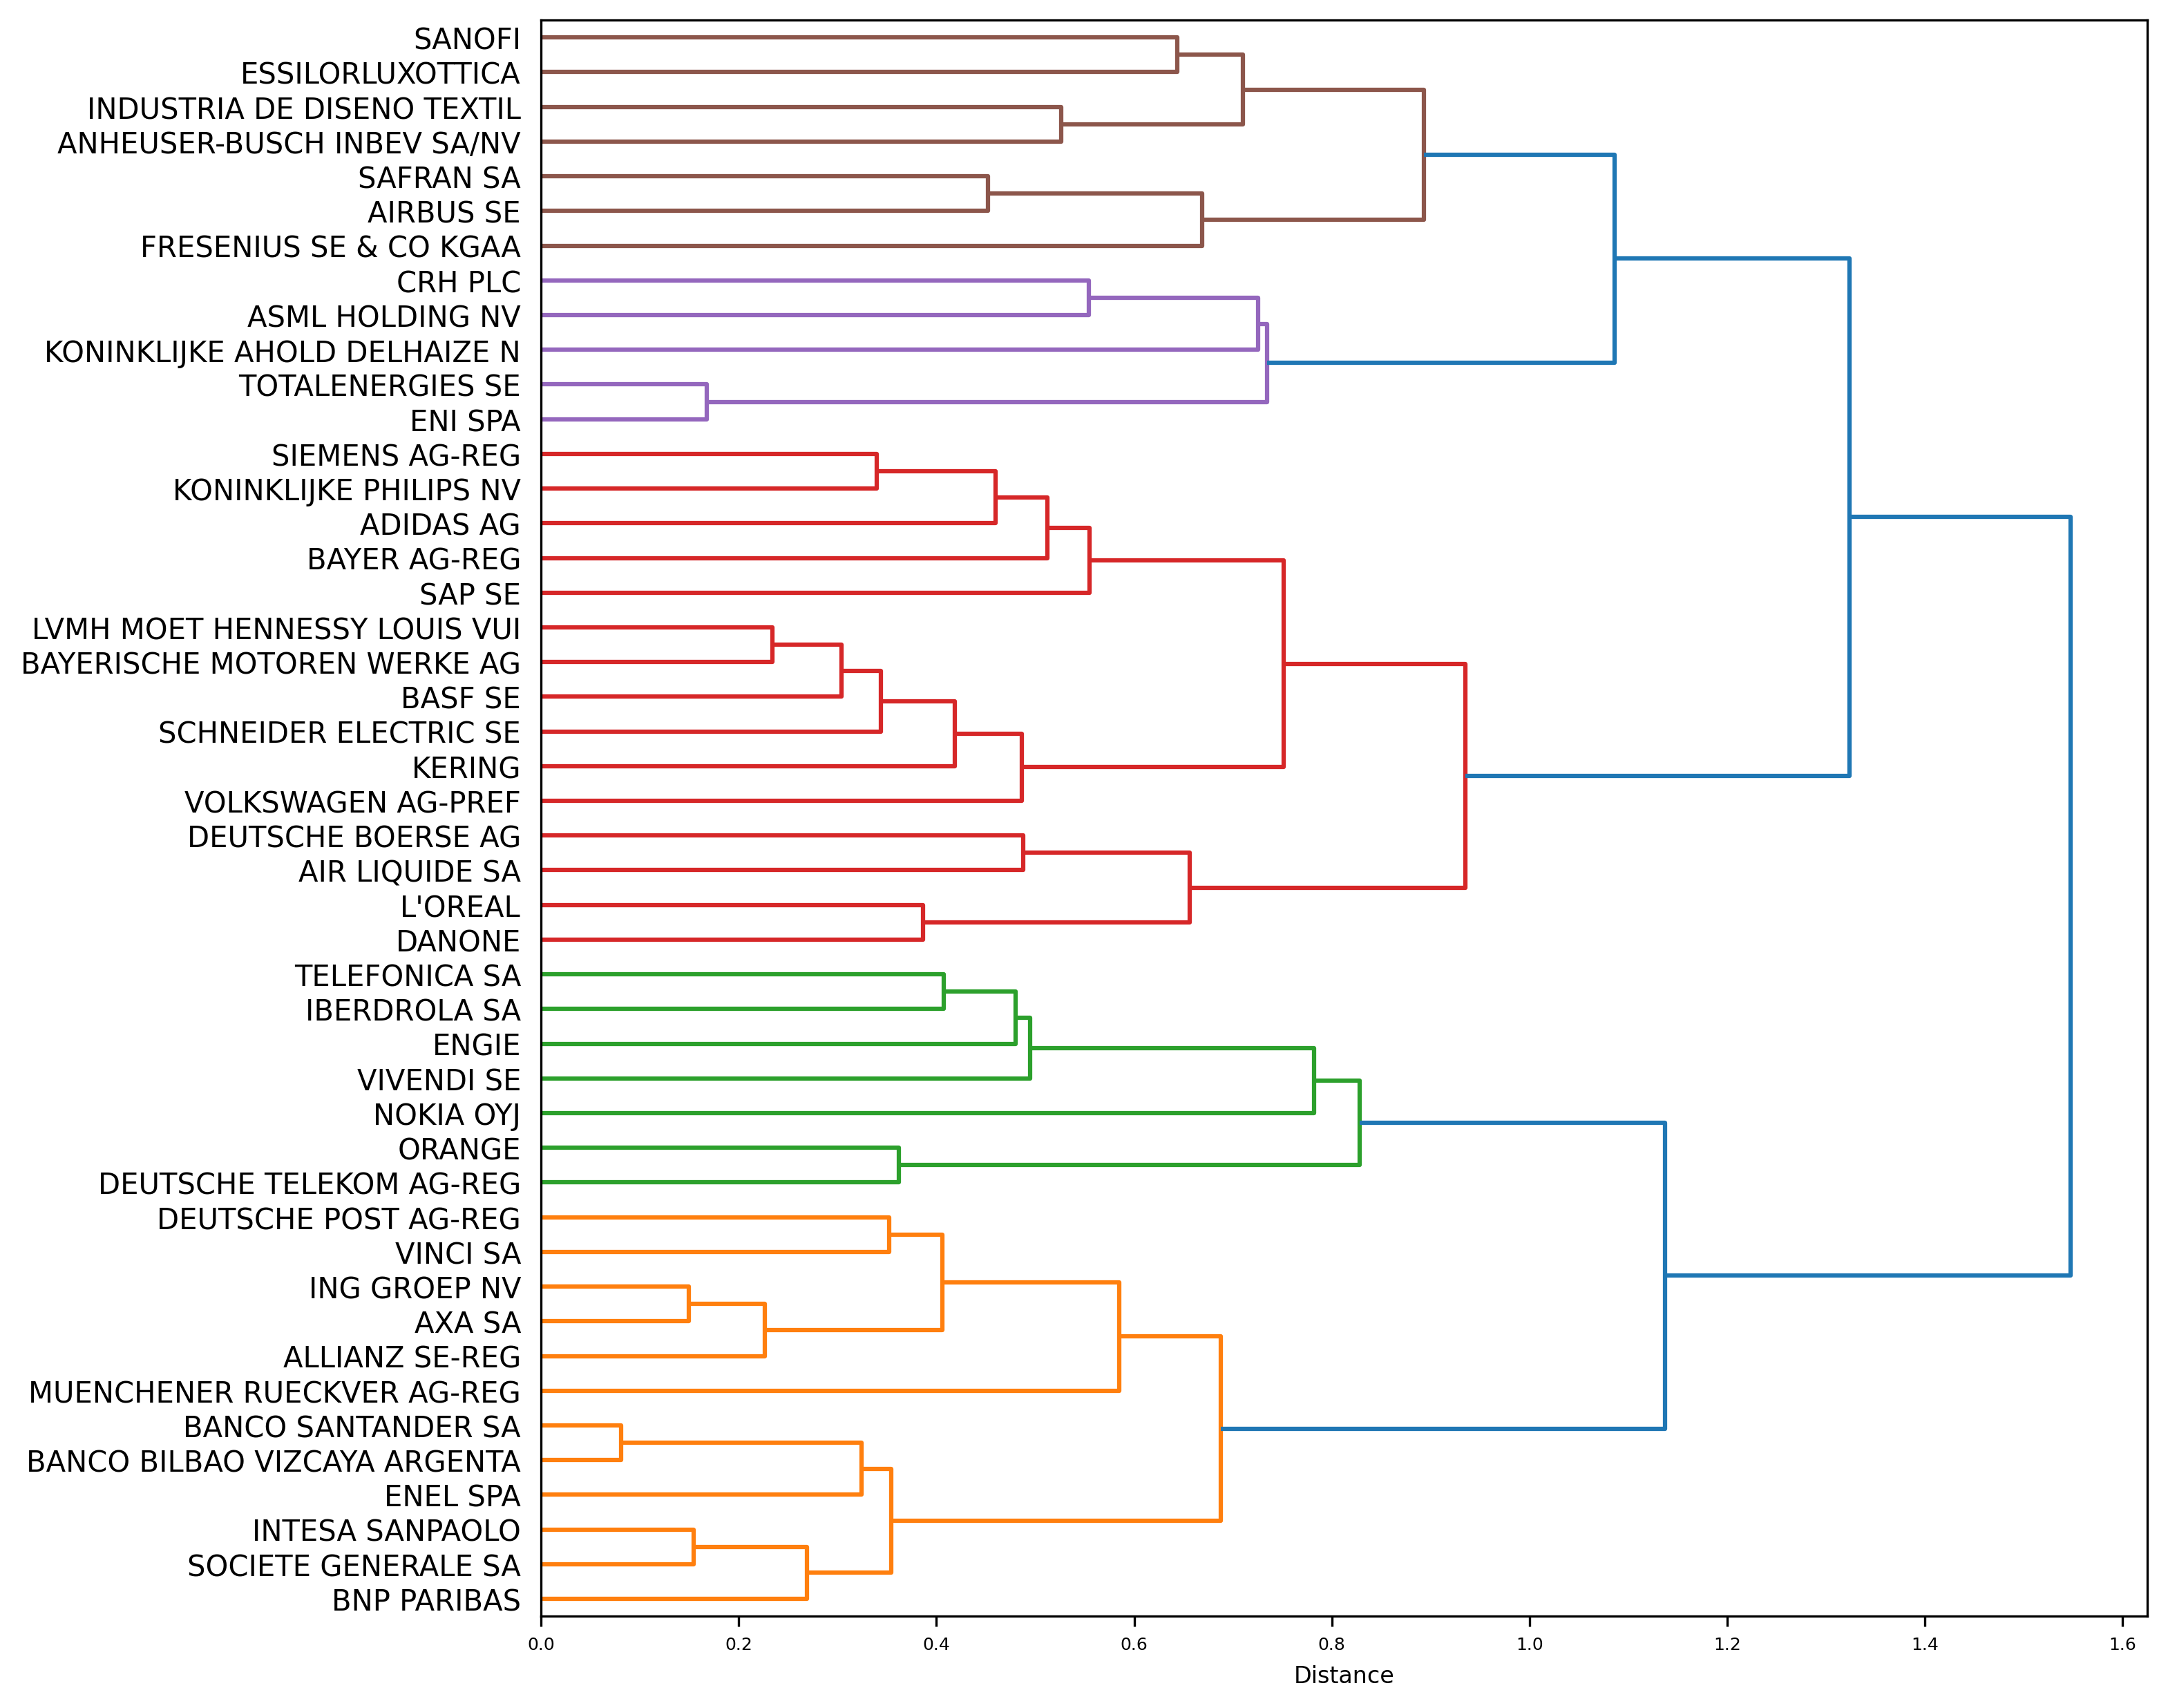 SANOFI
ESSILORLUXOTTICA
INDUSTRIA DE DISENO TEXTIL
ANHEUSER-BUSCH INBEV SA/NV
SAFRAN SA
AIRBUS SE
FRESENIUS SE & CO KGAA
CRH PLC
ASML HOLDING NV
KONINKLIJKE AHOLD DELHAIZE N
TOTALENERGIES SE
ENI SPA
SIEMENS AG-REG
KONINKLIJKE PHILIPS NV
ADIDAS AG
BAYER AG-REG
SAP SE
LVMH MOET HENNESSY LOUIS VUI
BAYERISCHE MOTOREN WERKE AG
BASF SE
SCHNEIDER ELECTRIC SE
KERING
VOLKSWAGEN AG-PREF
DEUTSCHE BOERSE AG
AIR LIQUIDE SA
L'OREAL
DANONE
TELEFONICA SA
IBERDROLA SA
ENGIE
VIVENDI SE
NOKIA OYJ
ORANGE
DEUTSCHE TELEKOM AG-REG
DEUTSCHE POST AG-REG
VINCI SA
ING GROEP NV
AXA SA
ALLIANZ SE-REG
MUENCHENER RUECKVER AG-REG
BANCO SANTANDER SA
BANCO BILBAO VIZCAYA ARGENTA
ENEL SPA
INTESA SANPAOLO
SOCIETE GENERALE SA
BNP PARIBAS
0.0 0.2 0.4 0.6 0.8 1.0 1.2 1.4 1.6
Distance